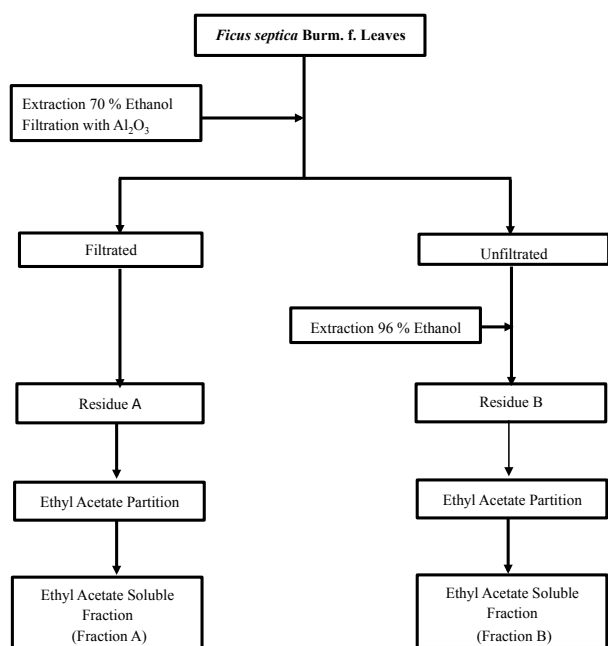 Ficus septica Burm. f. Leaves
Extraction 70 % Ethanol
Filtration with Al₂O₃
Filtrated
Unfiltrated
Extraction 96 % Ethanol
Residue A
Residue B
Ethyl Acetate Partition
Ethyl Acetate Partition
Ethyl Acetate Soluble
Fraction
(Fraction A)
Ethyl Acetate Soluble
Fraction
(Fraction B)